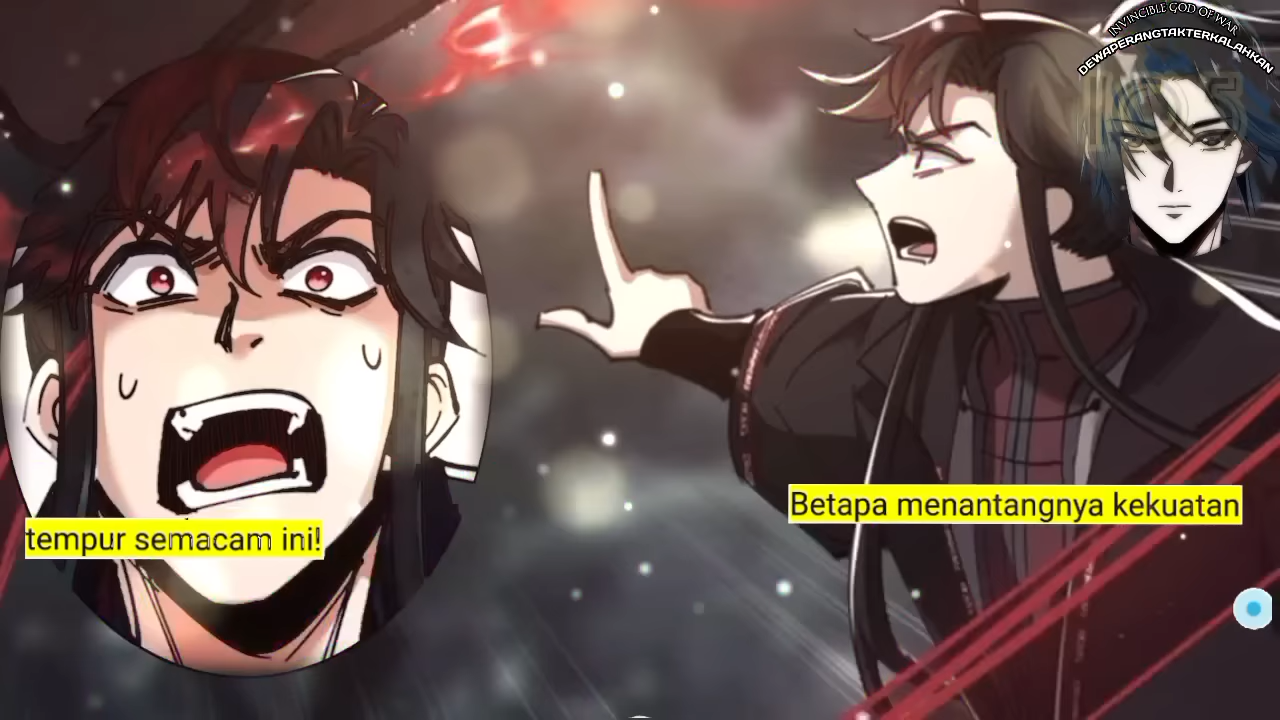 INVINCIBLE GOD OF WAR
DEWAPERANGTAKTERKALAHKAN
Betapa menantangnya kekuatan
tempur semacam ini!